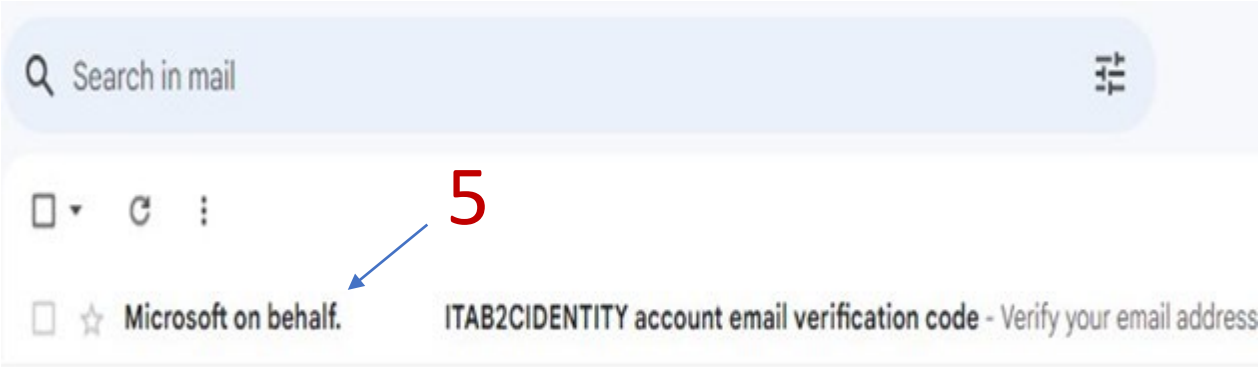 Search in mail
5
Microsoft on behalf. ITAB2CIDENTITY account email verification code - Verify your email address